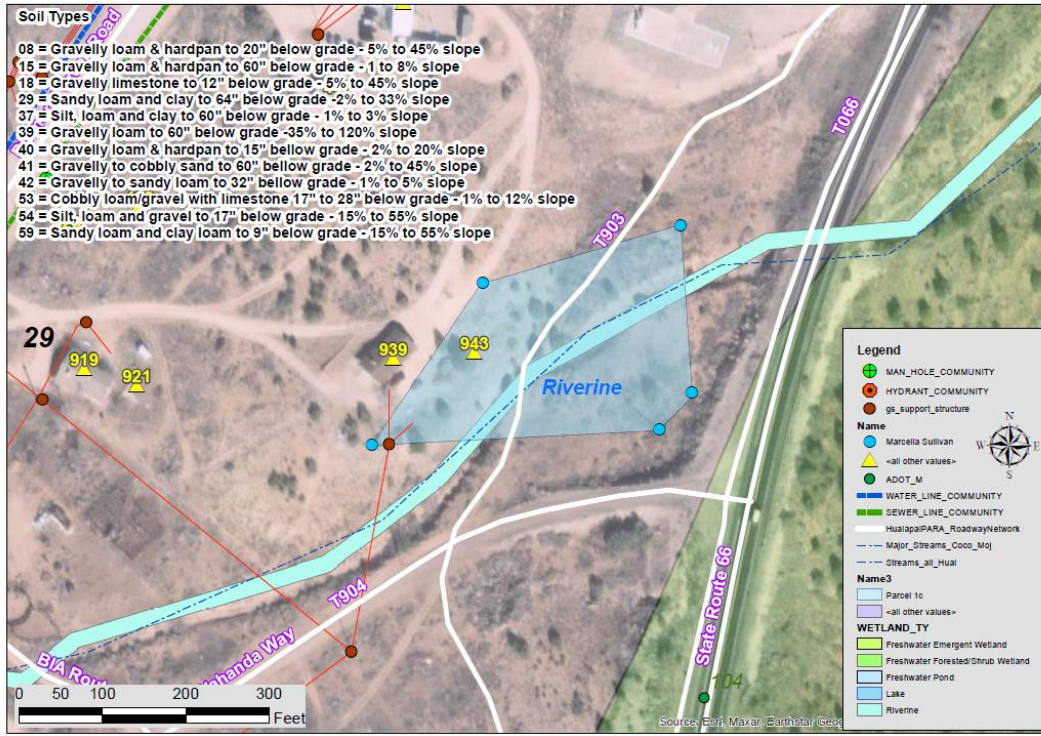 Soil Types
Road
08 = Gravelly loam & hardpan to 20" below grade - 5% to 45% slope
15 = Gravelly loam & hardpan to 60" below grade - 1 to 8% slope
18 = Gravelly limestone to 12" below grade - 5% to 45% slope
29 = Sandy loam and clay to 64" below grade -2% to 33% slope
37 = Silt, loam and clay to 60" below grade - 1% to 3% slope
39 = Gravelly loam to 60" below grade -35% to 120% slope
40 = Gravelly loam & hardpan to 15" below grade - 2% to 20% slope
41 = Gravelly to cobbly sand to 60" bellow grade - 2% to 45% slope
42 = Gravelly to sandy loam to 32" bellow grade - 1% to 5% slope
53 = Cobbly loam/gravel with limestone 17" to 28" below grade - 1% to 12% slope
54 = Silt, loam and gravel to 17" below grade - 15% to 55% slope
59 = Sandy loam and clay loam to 9" below grade - 15% to 55% slope
T066
T903
29
919
921
939
943
Riverine
T904
State Route 66
BIA Rout
ahanda Way
104
0 50 100 200 300
Feet
Source: Esri, Maxar, Earthstar Geog
Legend
MAN_HOLE_COMMUNITY
HYDRANT_COMMUNITY
gs_support_structure
Name
Marcella Sullivan
<all other values>
ADOT_M
WATER_LINE_COMMUNITY
SEWER_LINE_COMMUNITY
HualapaiPARA_RoadwayNetwork
Major_Streams_Coco_Moj
Streams_all_Hual
Name3
Parcel 1c
<all other values>
WETLAND_TY
Freshwater Emergent Wetland
Freshwater Forested/Shrub Wetland
Freshwater Pond
Lake
Riverine
N
W
E
S